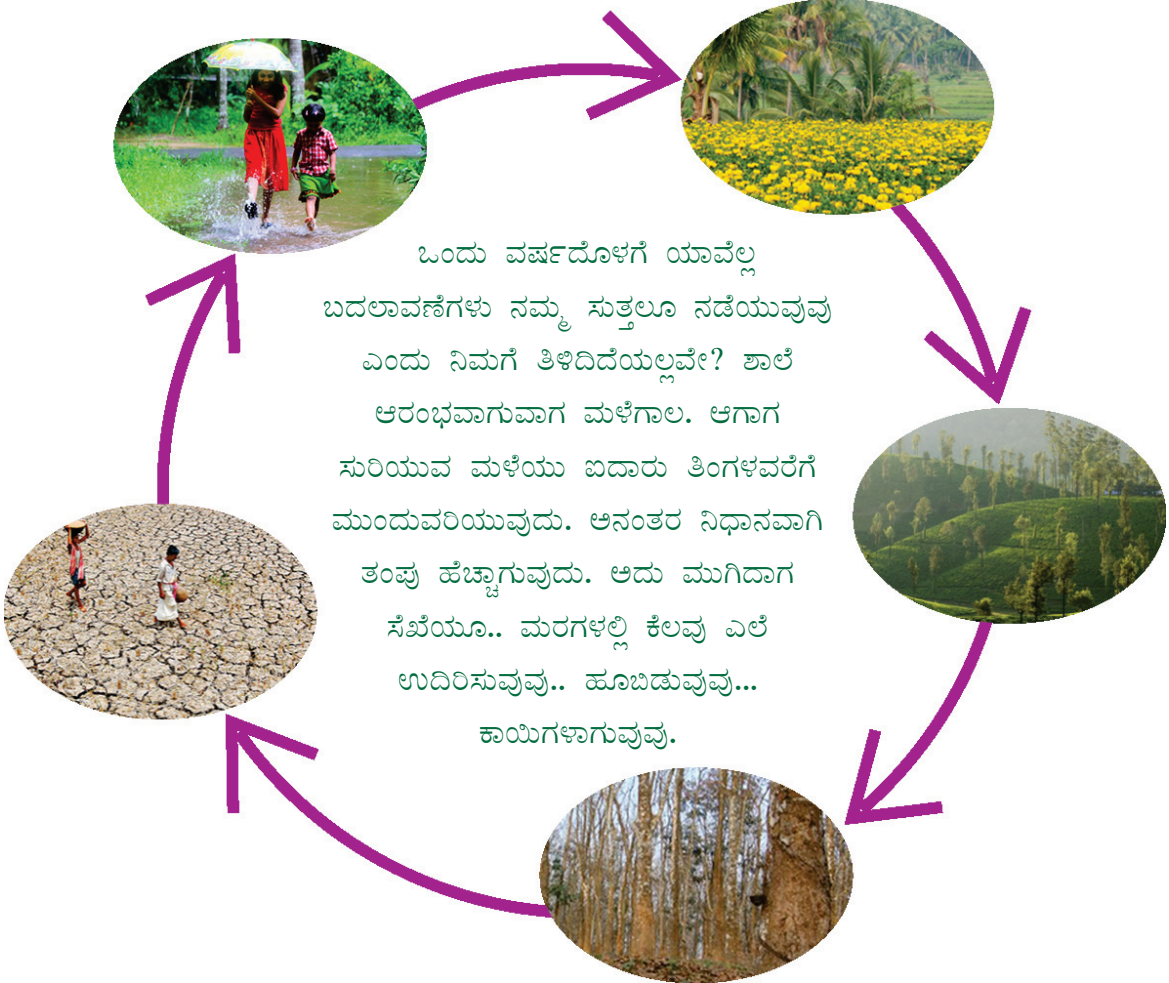 ಒಂದು ವರ್ಷದೊಳಗೆ ಯಾವೆಲ್ಲ
ಬದಲಾವಣೆಗಳು ನಮ್ಮ ಸುತ್ತಲೂ ನಡೆಯುವುವು
ಎಂದು ನಿಮಗೆ ತಿಳಿದಿದೆಯಲ್ಲವೇ? ಶಾಲೆ
ಆರಂಭವಾಗುವಾಗ ಮಳೆಗಾಲ. ಆಗಾಗ
ಸುರಿಯುವ ಮಳೆಯು ಐದಾರು ತಿಂಗಳವರೆಗೆ
ಮುಂದುವರಿಯುವುದು. ಅನಂತರ ನಿಧಾನವಾಗಿ
ತಂಪು ಹೆಚ್ಚಾಗುವುದು. ಅದು ಮುಗಿದಾಗ
ಸೆಖೆಯೂ.. ಮರಗಳಲ್ಲಿ ಕೆಲವು ಎಲೆ
ಉದಿರಿಸುವುವು.. ಹೂಬಿಡುವುವು...
ಕಾಯಿಗಳಾಗುವುವು.